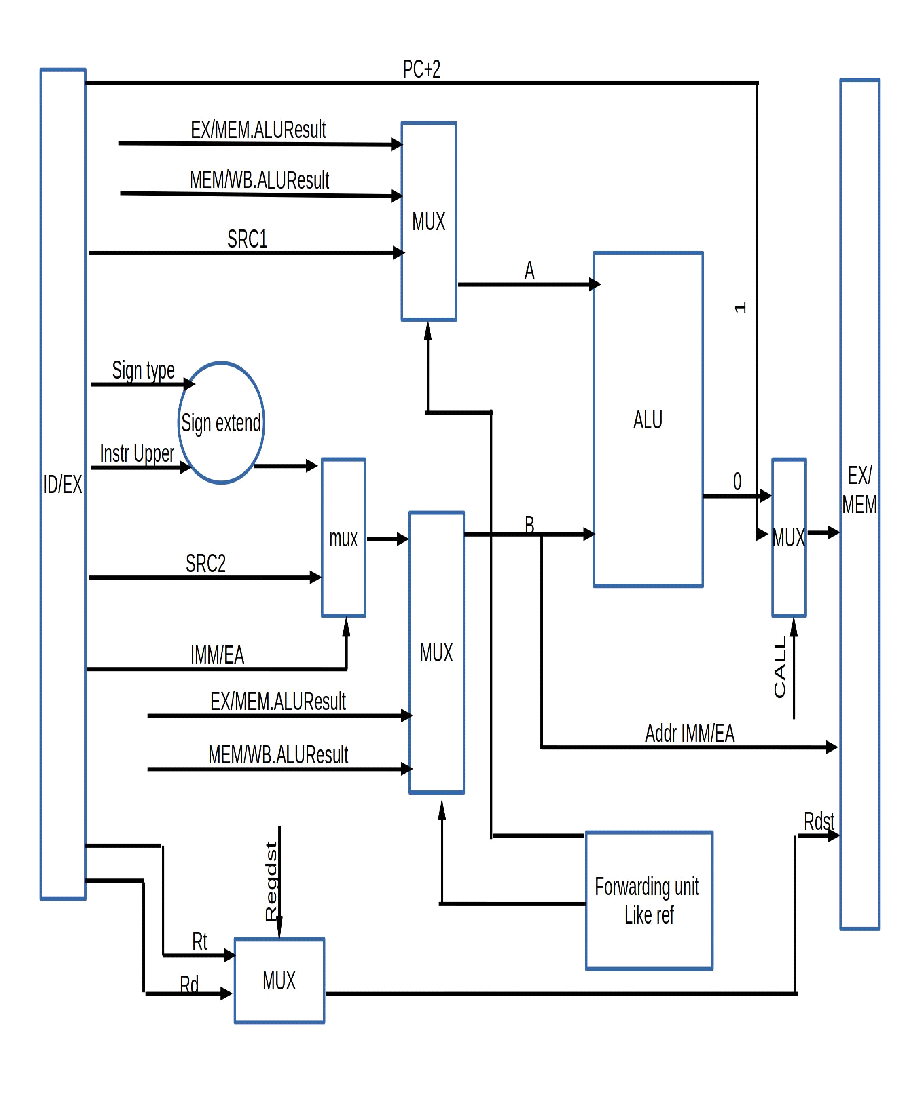 PC+2
EX/MEM.ALUResult
MEM/WB.ALUResult
MUX
SRC1
A
1
Sign type
Sign extend
ALU
Instr Upper
ID/EX
0
EX/
MEM
mux
B
MUX
SRC2
MUX
IMM/EA
CALL
EX/MEM.ALUResult
Addr IMM/EA
MEM/WB.ALUResult
Rdst
Regdst
Forwarding unit
Like ref
Rt
MUX
Rd